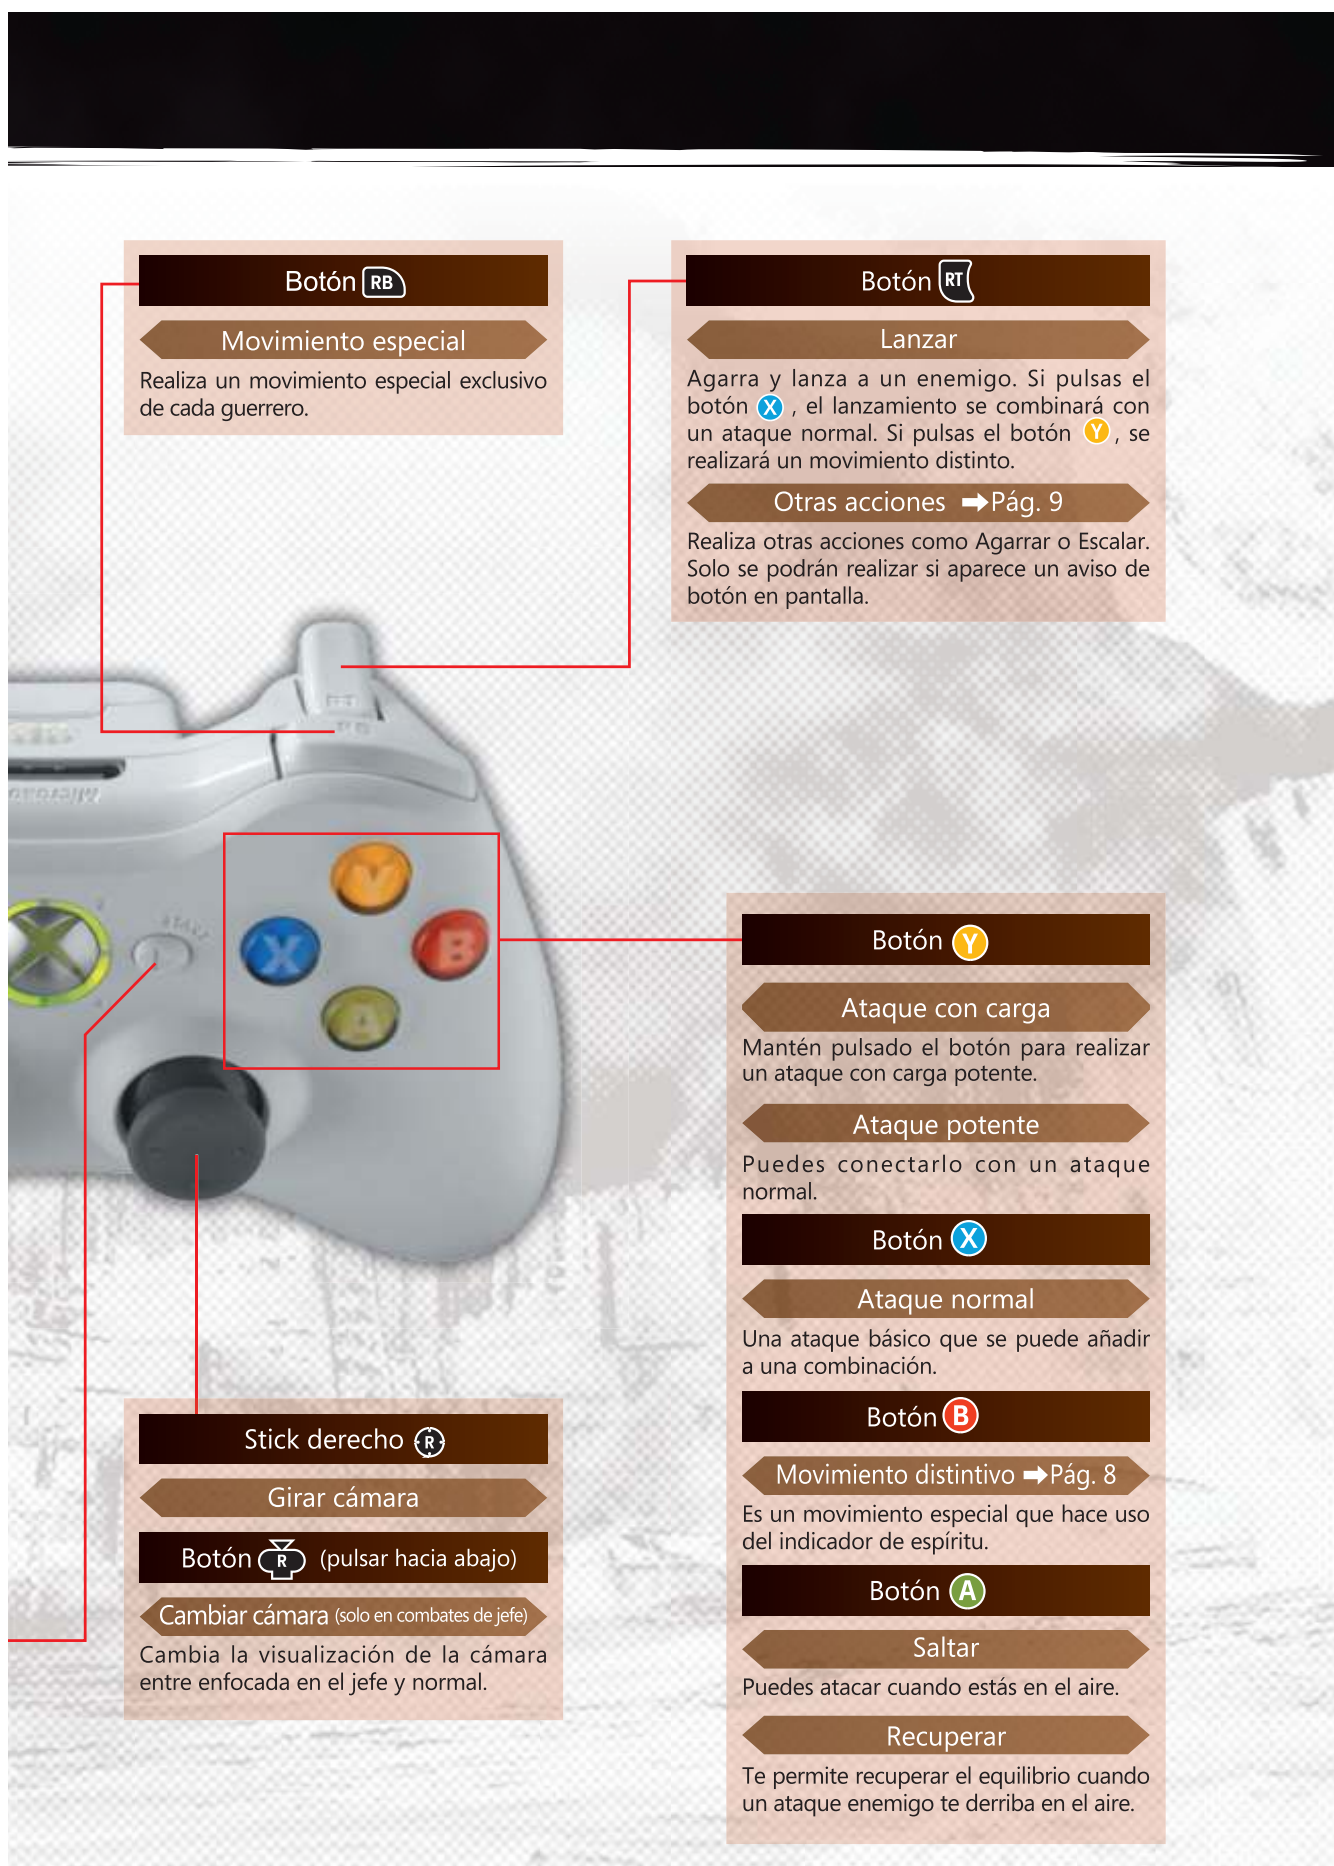 Botón RB
Movimiento especial
Realiza un movimiento especial exclusivo
de cada guerrero.
Botón RT
Lanzar
Agarra y lanza a un enemigo. Si pulsas el
botón X , el lanzamiento se combinará con
un ataque normal. Si pulsas el botón Y , se
realizará un movimiento distinto.
Otras acciones ➡Pág. 9
Realiza otras acciones como Agarrar o Escalar.
Solo se podrán realizar si aparece un aviso de
botón en pantalla.
Microsoft
START
Y
X
B
A
Botón Y
Ataque con carga
Mantén pulsado el botón para realizar
un ataque con carga potente.
Ataque potente
Puedes conectarlo con un ataque
normal.
Botón X
Ataque normal
Una ataque básico que se puede añadir
a una combinación.
Botón B
Movimiento distintivo ➡Pág. 8
Es un movimiento especial que hace uso
del indicador de espíritu.
Botón A
Saltar
Puedes atacar cuando estás en el aire.
Recuperar
Te permite recuperar el equilibrio cuando
un ataque enemigo te derriba en el aire.
Stick derecho R
Girar cámara
Botón R (pulsar hacia abajo)
Cambiar cámara (solo en combates de jefe)
Cambia la visualización de la cámara
entre enfocada en el jefe y normal.